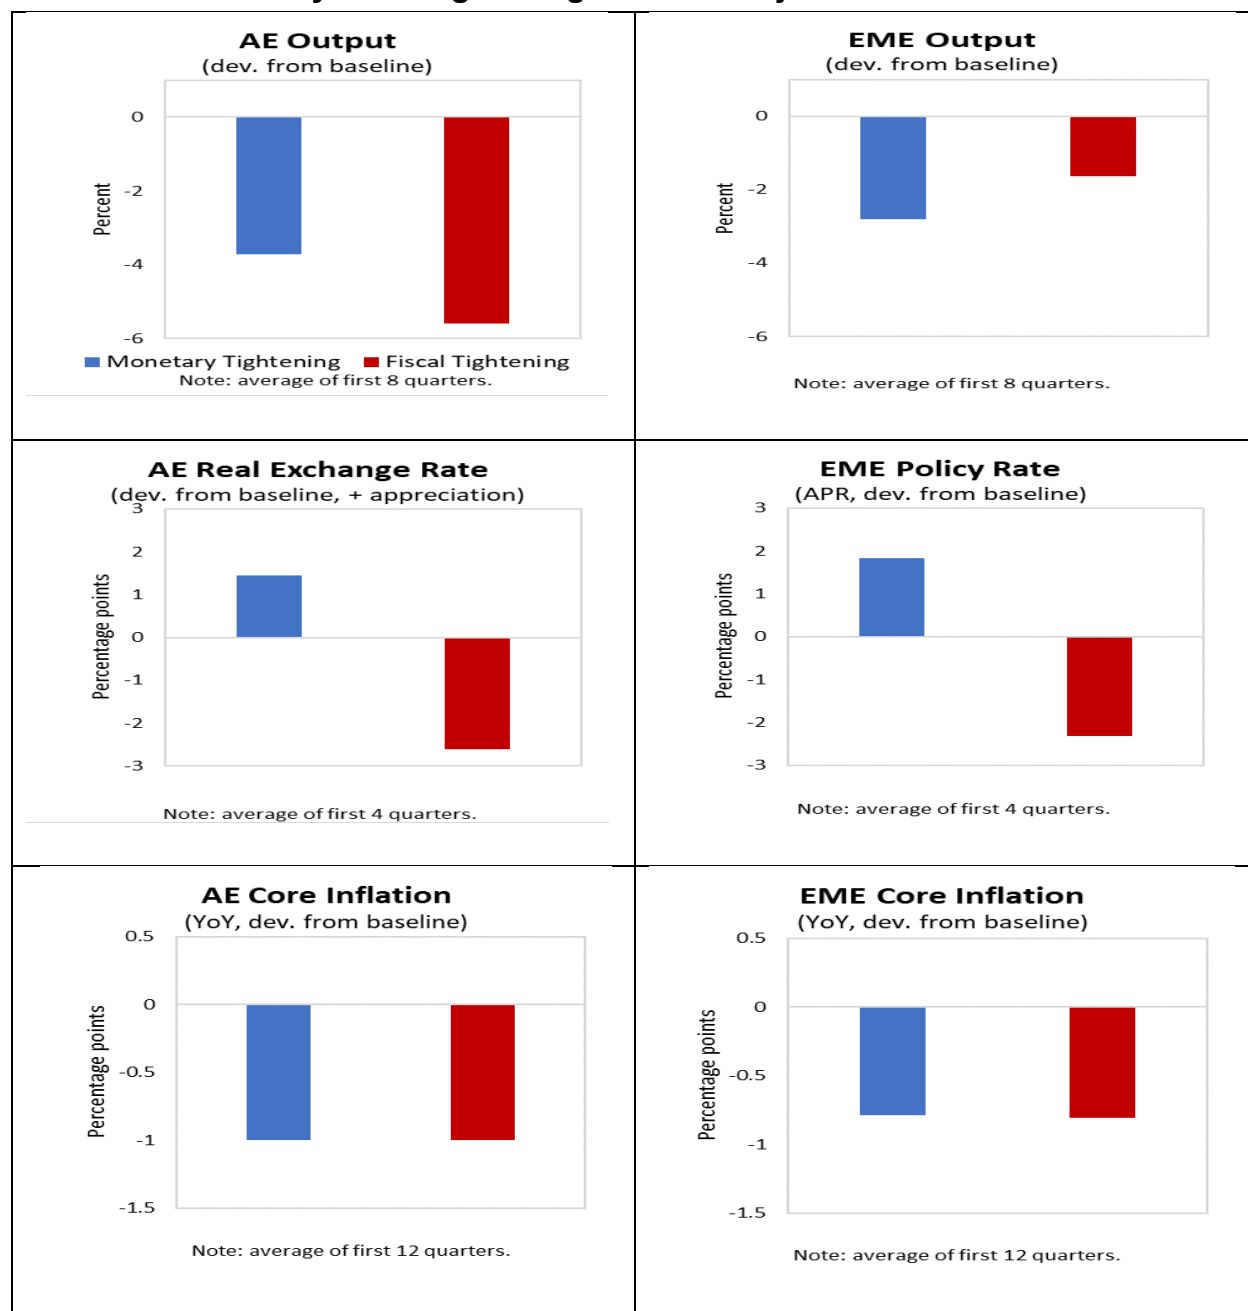 AE Output
(dev. from baseline)
Percent
0
-2
-4
-6
Monetary Tightening Fiscal Tightening
Note: average of first 8 quarters.
EME Output
(dev. from baseline)
Percent
0
-2
-4
-6
Note: average of first 8 quarters.
AE Real Exchange Rate
(dev. from baseline, + appreciation)
Percentage points
3
2
1
0
-1
-2
-3
Note: average of first 4 quarters.
EME Policy Rate
(APR, dev. from baseline)
Percentage points
3
2
1
0
-1
-2
-3
Note: average of first 4 quarters.
AE Core Inflation
(YoY, dev. from baseline)
Percentage points
0.5
0
-0.5
-1
-1.5
Note: average of first 12 quarters.
EME Core Inflation
(YoY, dev. from baseline)
Percentage points
0.5
0
-0.5
-1
-1.5
Note: average of first 12 quarters.